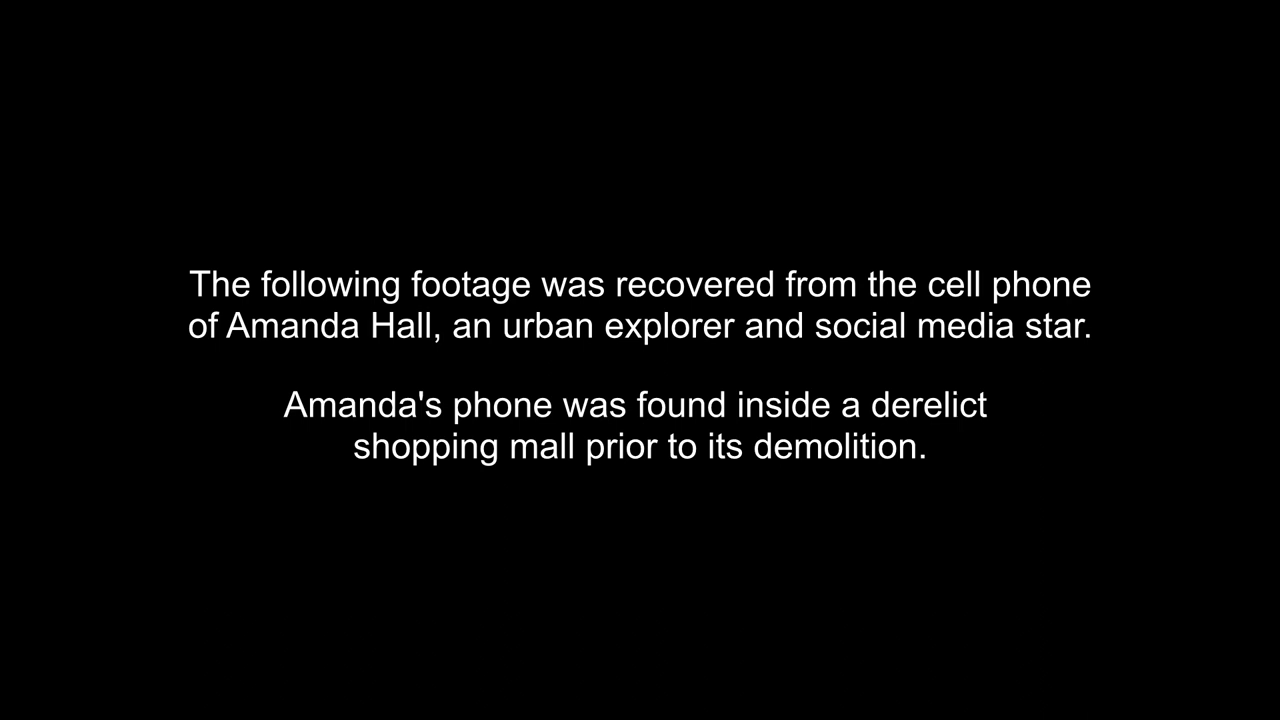 The following footage was recovered from the cell phone
of Amanda Hall, an urban explorer and social media star.
Amanda's phone was found inside a derelict
shopping mall prior to its demolition.